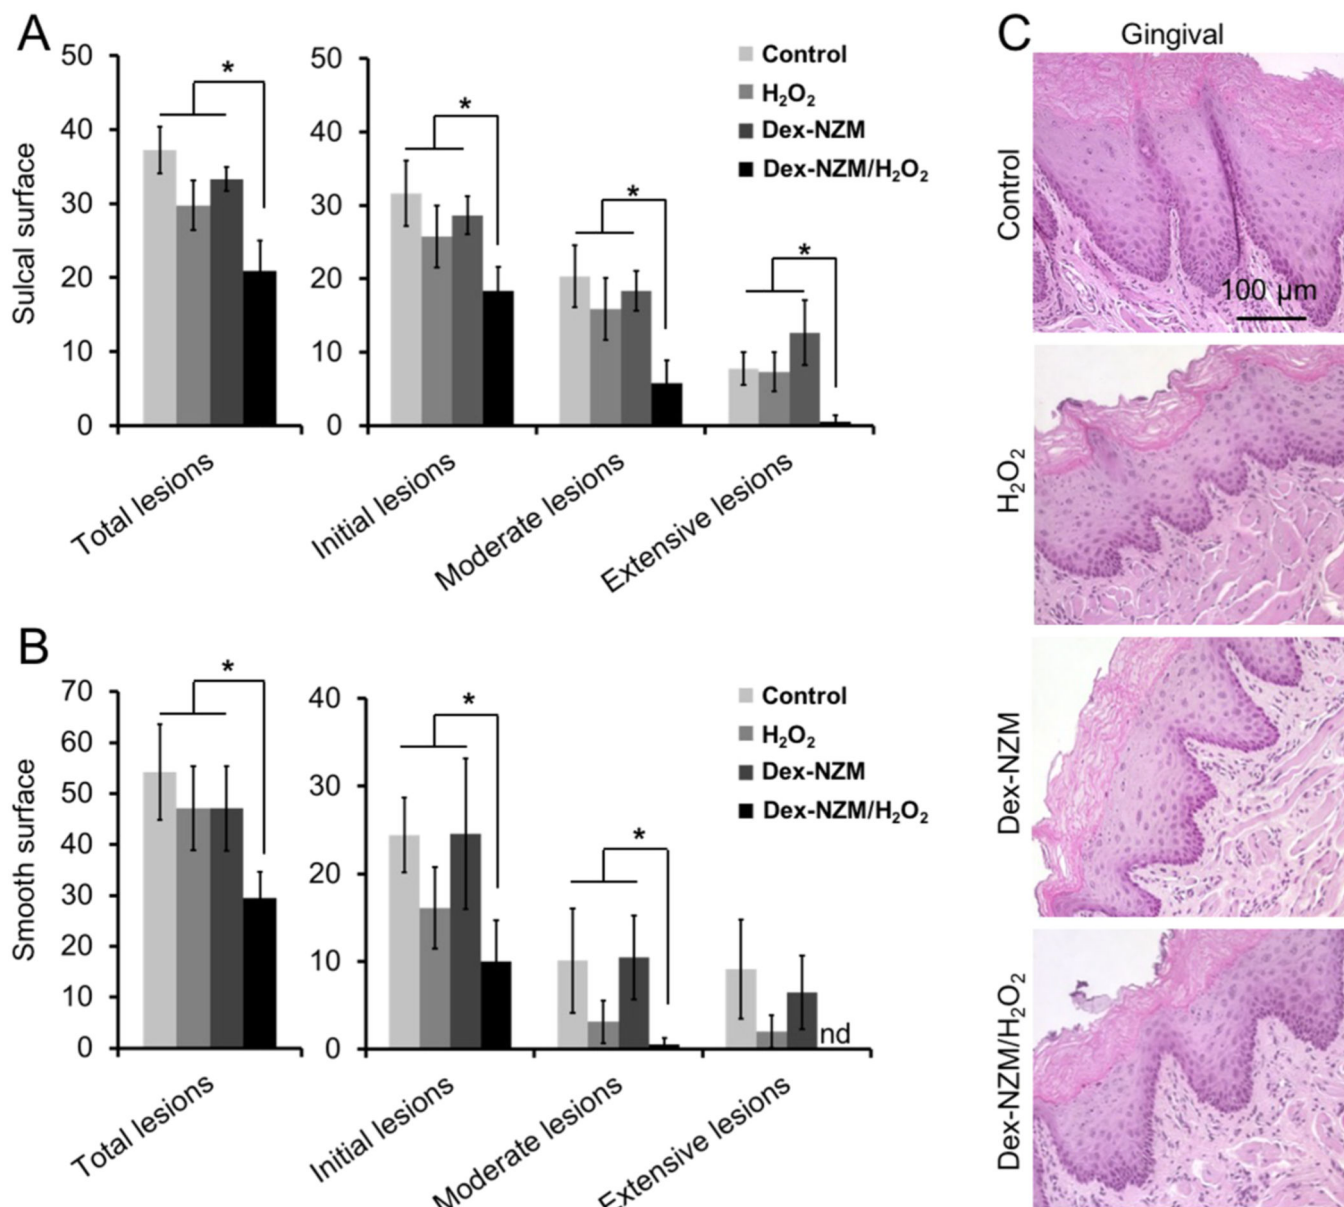 A
50
40
30
20
10
0
Sulcal surface
*
Total lesions
50
40
30
20
10
0
*
*
*
Initial lesions
Moderate lesions
Extensive lesions
Control
H₂O₂
Dex-NZM
Dex-NZM/H₂O₂
B
70
60
50
40
30
20
10
0
Smooth surface
*
Total lesions
40
30
20
10
0
*
*
nd
Initial lesions
Moderate lesions
Extensive lesions
Control
H₂O₂
Dex-NZM
Dex-NZM/H₂O₂
C
Gingival
Control
100 µm
H₂O₂
Dex-NZM
Dex-NZM/H₂O₂